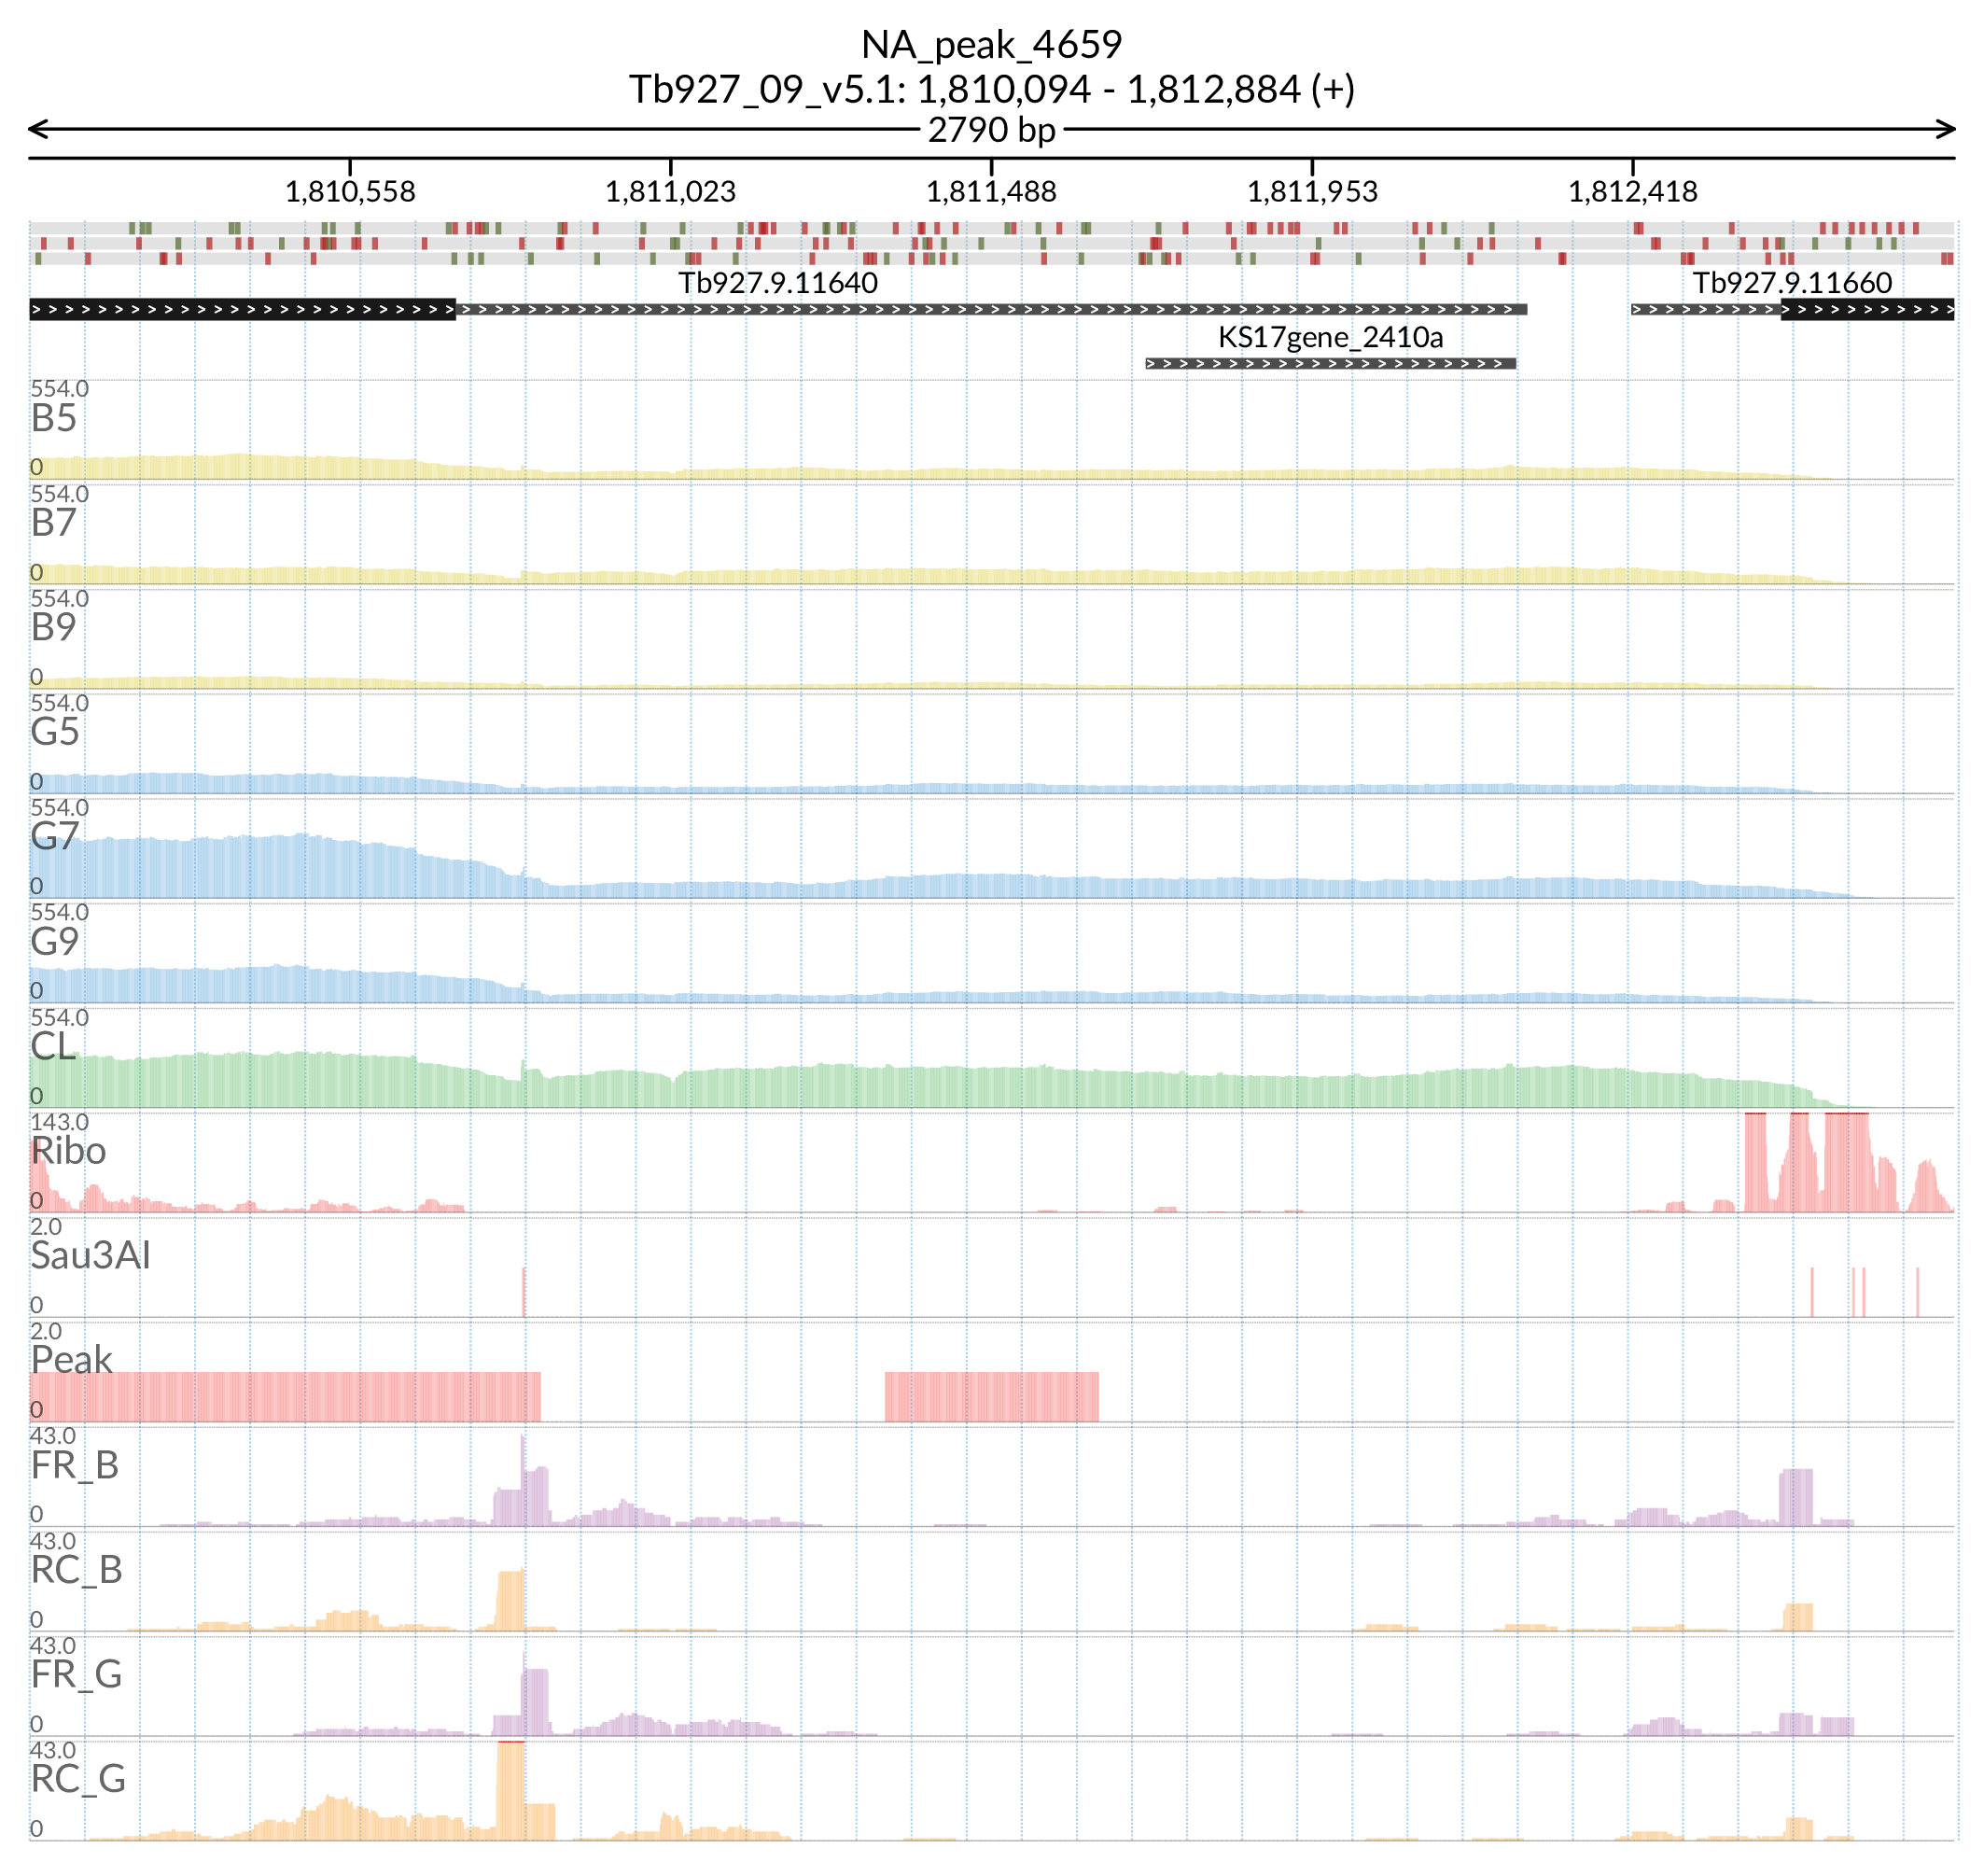 NA_peak_4659
Tb927_09_v5.1: 1,810,094 - 1,812,884 (+)
2790 bp
1,810,558 1,811,023 1,811,488 1,811,953 1,812,418
Tb927.9.11640 Tb927.9.11660
KS17gene_2410a
554.0
B5
0
554.0
B7
0
554.0
B9
0
554.0
G5
0
554.0
G7
0
554.0
G9
0
554.0
CL
0
143.0
Ribo
0
2.0
Sau3AI
0
2.0
Peak
0
43.0
FR_B
0
43.0
RC_B
0
43.0
FR_G
0
43.0
RC_G
0